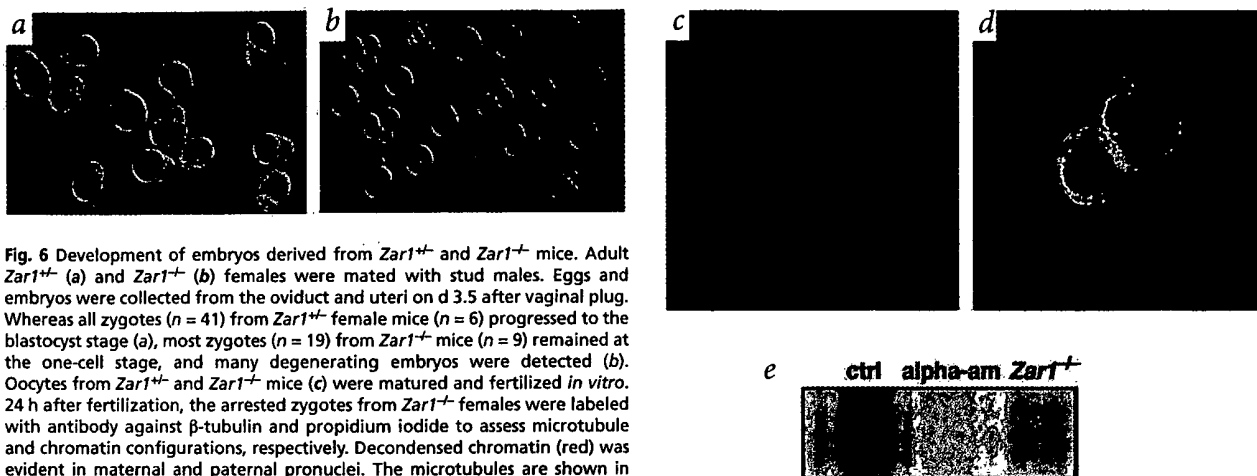 a
b
c
d
Fig. 6 Development of embryos derived from Zar1+/– and Zar1–/– mice. Adult
Zar1+/– (a) and Zar1–/– (b) females were mated with stud males. Eggs and
embryos were collected from the oviduct and uteri on d 3.5 after vaginal plug.
Whereas all zygotes (n = 41) from Zar1+/– female mice (n = 6) progressed to the
blastocyst stage (a), most zygotes (n = 19) from Zar1–/– mice (n = 9) remained at
the one-cell stage, and many degenerating embryos were detected (b).
Oocytes from Zar1+/– and Zar1–/– mice (c) were matured and fertilized in vitro.
24 h after fertilization, the arrested zygotes from Zar1–/– females were labeled
with antibody against β-tubulin and propidium iodide to assess microtubule
and chromatin configurations, respectively. Decondensed chromatin (red) was
evident in maternal and paternal pronuclei. The microtubules are shown in
e
ctrl alpha-am Zar1–/–